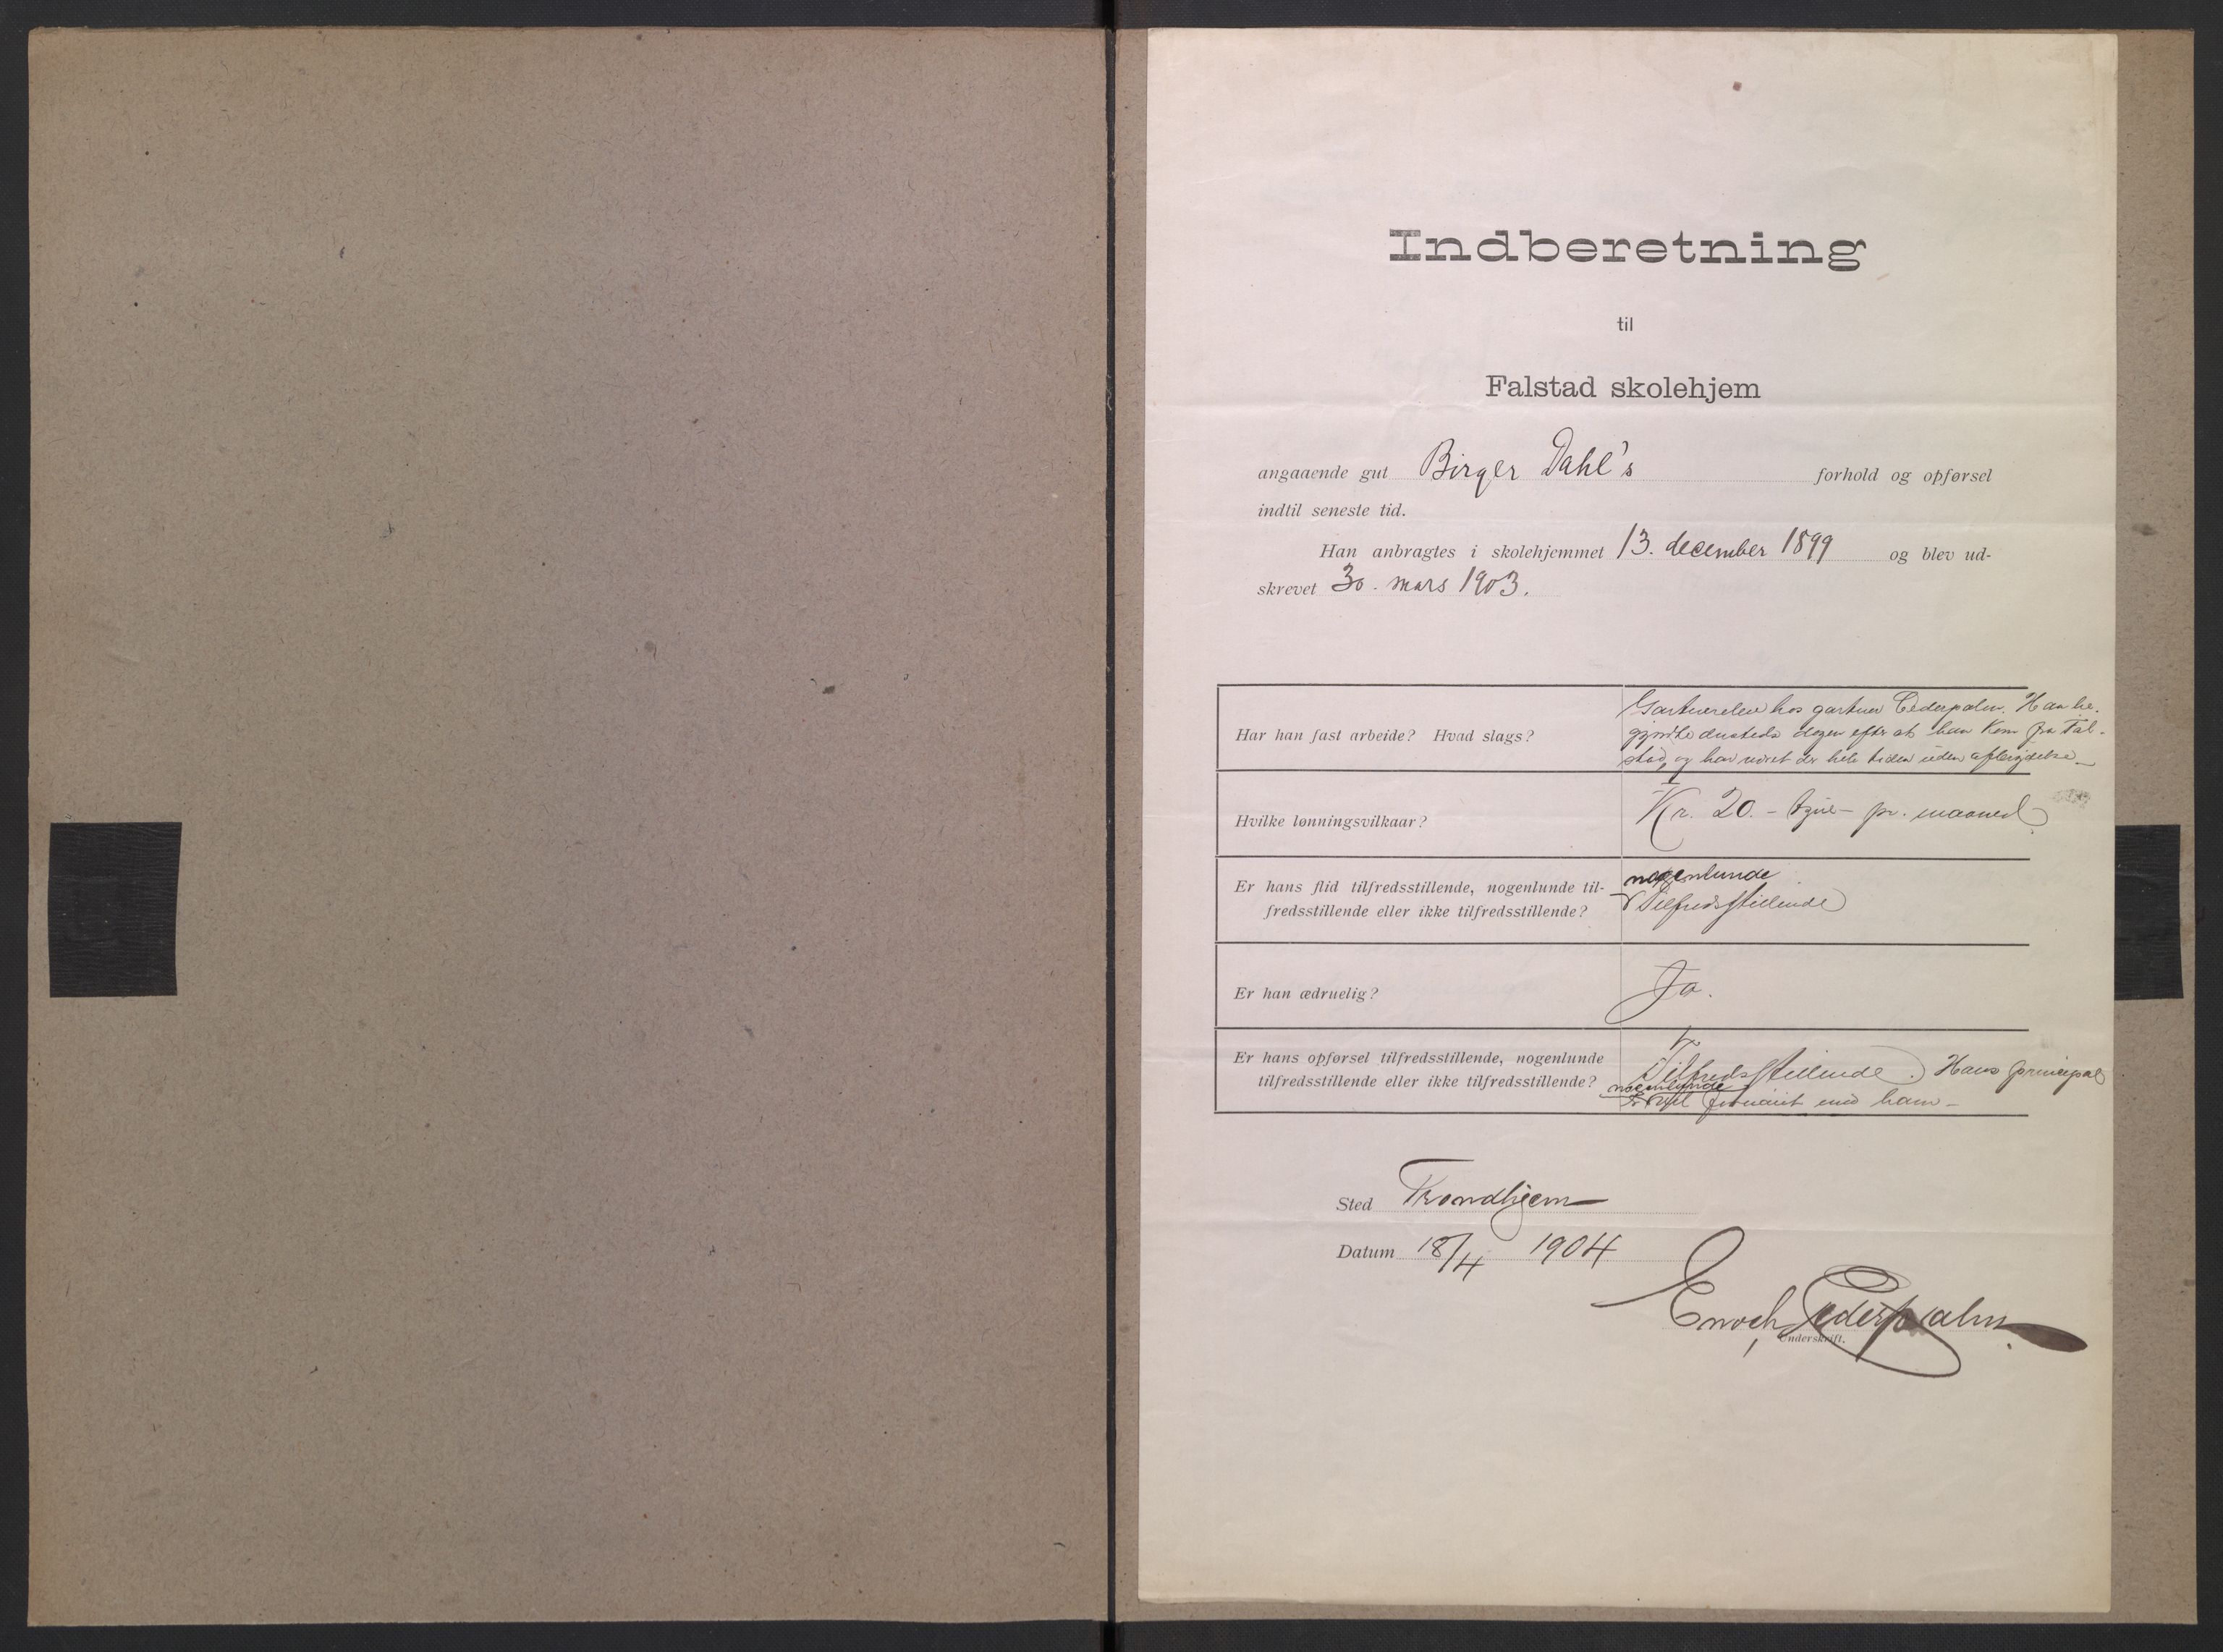 Indberetning
til
Falstad skolehjem
angaaende gut Birger Dahl's forhold og opførsel
indtil seneste tid.
Han anbragtes i skolehjemmet 13. december 1899 og blev ud-
skrevet 30. mars 1903.
Har han fast arbeide? Hvad slags?
Gartnerelev hos gartner Cederpalm. Han be-
gyndte dagen efter at han kom fra Fal-
stad, og har været der hele tiden uden afbrydelse
Hvilke lønningsvilkaar?
Kr. 20. - tyve - pr. maaned
Er hans flid tilfredsstillende, nogenlunde til-
fredsstillende eller ikke tilfredsstillende?
nogenlunde
Tilfredsstillende
Er han ædruelig?
Ja.
Er hans opførsel tilfredsstillende, nogenlunde
tilfredsstillende eller ikke tilfredsstillende?
Tilfredsstillende. Hans principal
nogenlunde
Er vel fornøiet med ham -
Sted Trondhjem
Datum 18/4 1904
Enoch Cederpalm.
Underskrift.